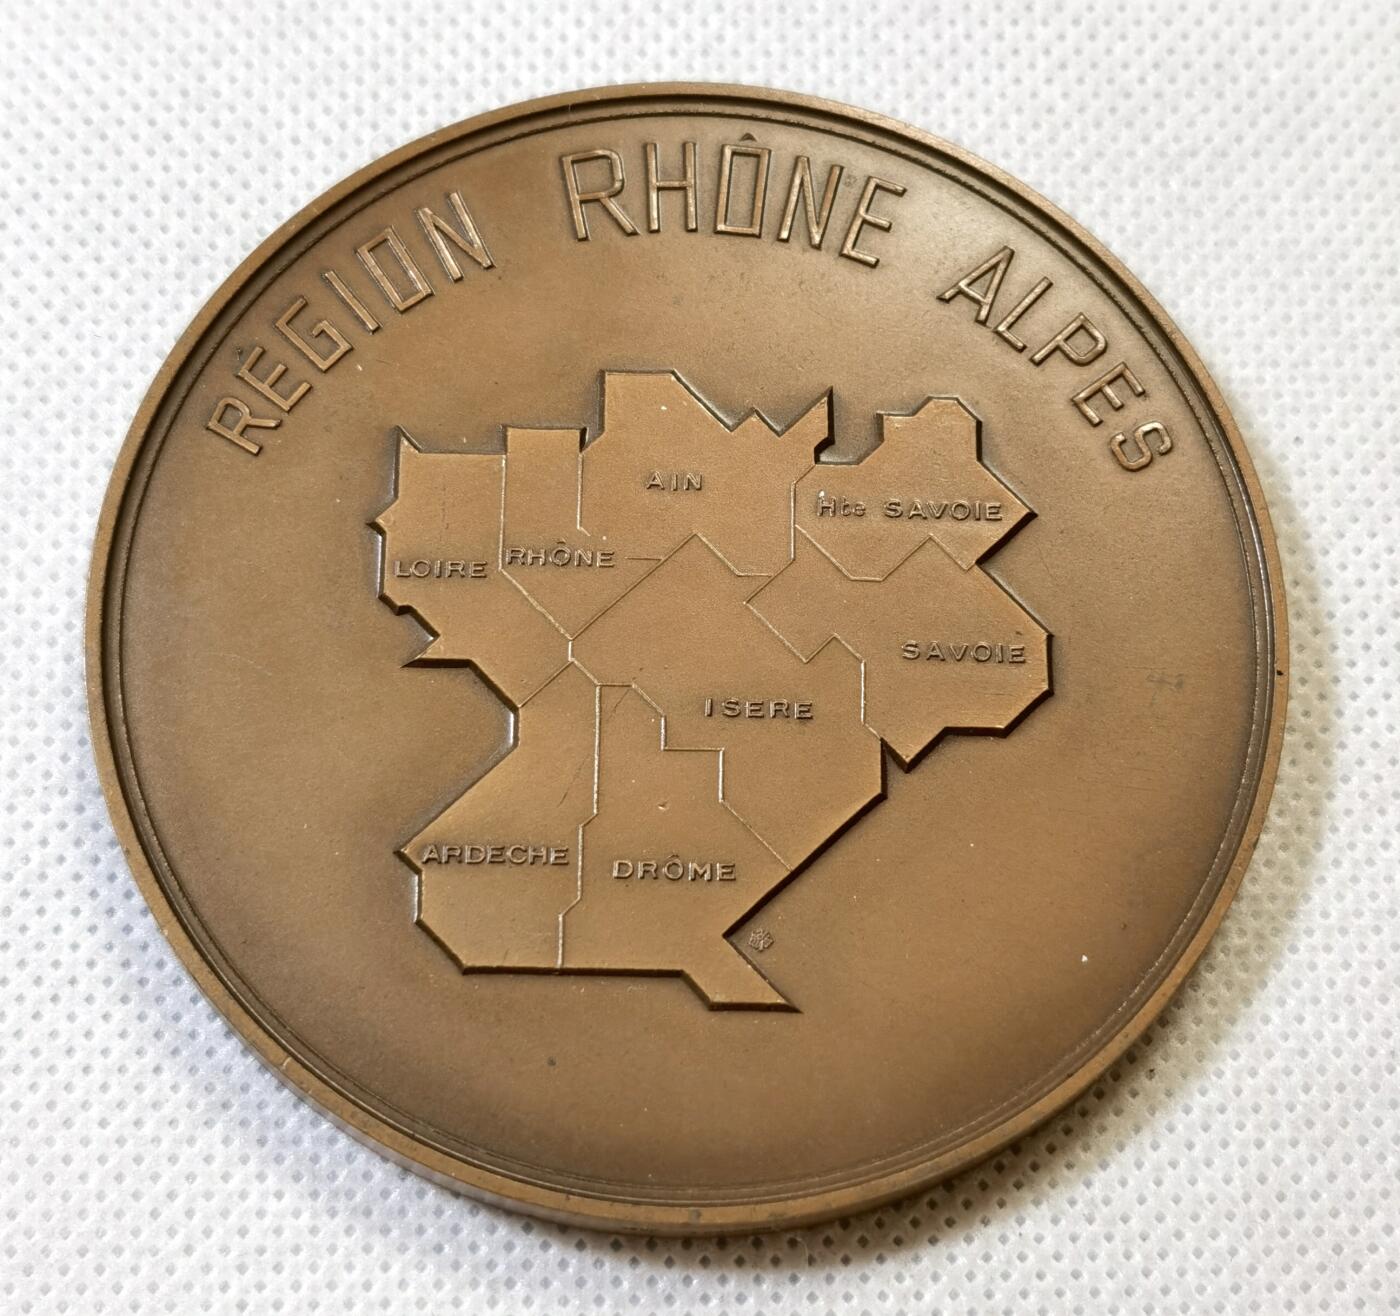 RÉGION RHÔNE ALPES
AIN
Hte SAVOIE
LOIRE
RHÔNE
SAVOIE
ISERE
ARDECHE
DRÔME